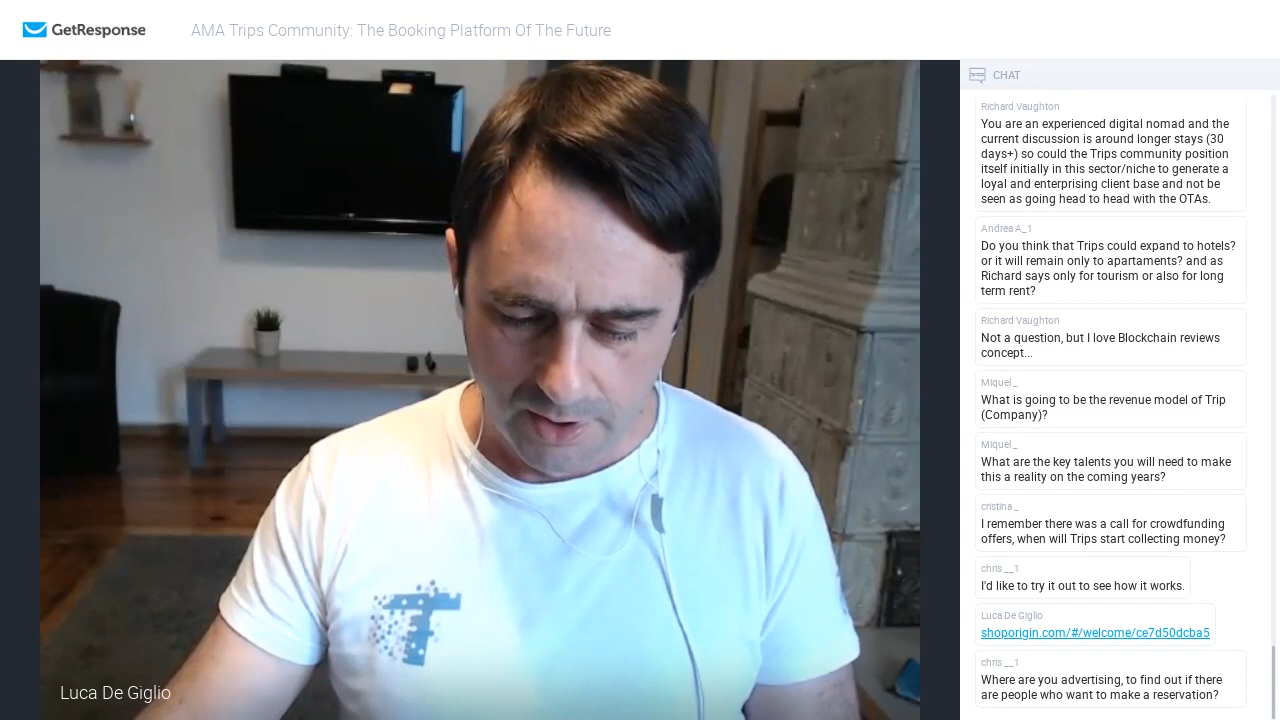 GetResponse
AMA Trips Community: The Booking Platform Of The Future
CHAT
Richard Vaughton
You are an experienced digital nomad and the
current discussion is around longer stays (30
days+) so could the Trips community position
itself initially in this sector/niche to generate a
loyal and enterprising client base and not be
seen as going head to head with the OTAs.
Andrea A_1
Do you think that Trips could expand to hotels?
or it will remain only to apartaments? and as
Richard says only for tourism or also for long
term rent?
Richard Vaughton
Not a question, but I love Blockchain reviews
concept...
Miquel _
What is going to be the revenue model of Trip
(Company)?
Miquel _
What are the key talents you will need to make
this a reality on the coming years?
cristina _
I remember there was a call for crowdfunding
offers, when will Trips start collecting money?
chris __1
I'd like to try it out to see how it works.
Luca De Giglio
shoporigin.com/#/welcome/ce7d50dcba5
chris __1
Where are you advertising, to find out if there
are people who want to make a reservation?
T
Luca De Giglio